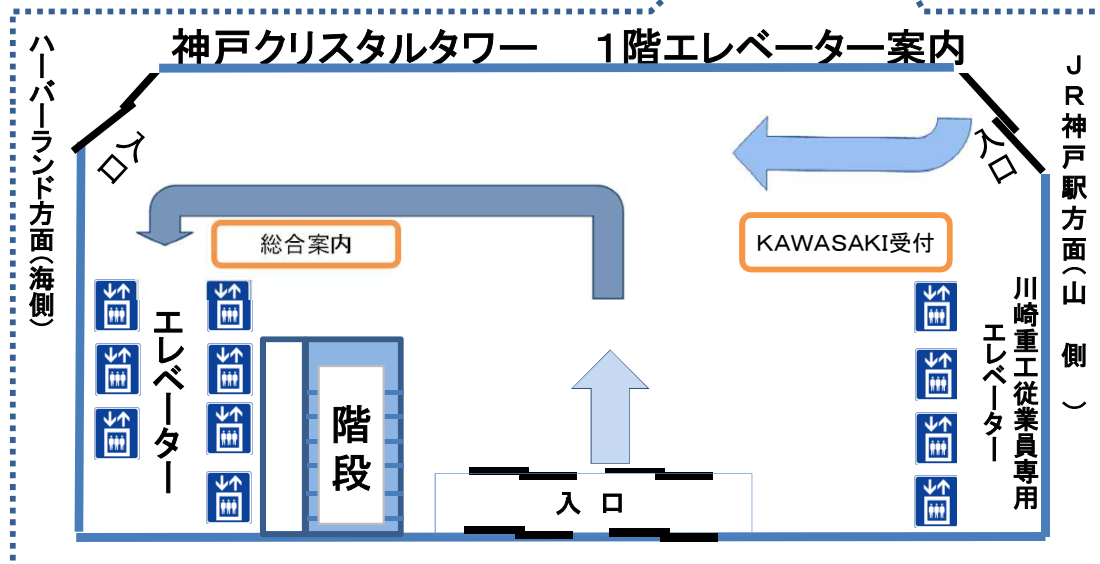 神戸クリスタルタワー　１階エレベーター案内
ハーバーランド方面（海側）
ＪＲ神戸駅方面（山　側　）
入口
入口
総合案内
KAWASAKI受付
エレベーター
階段
入　口
川崎重工従業員専用
エレベーター